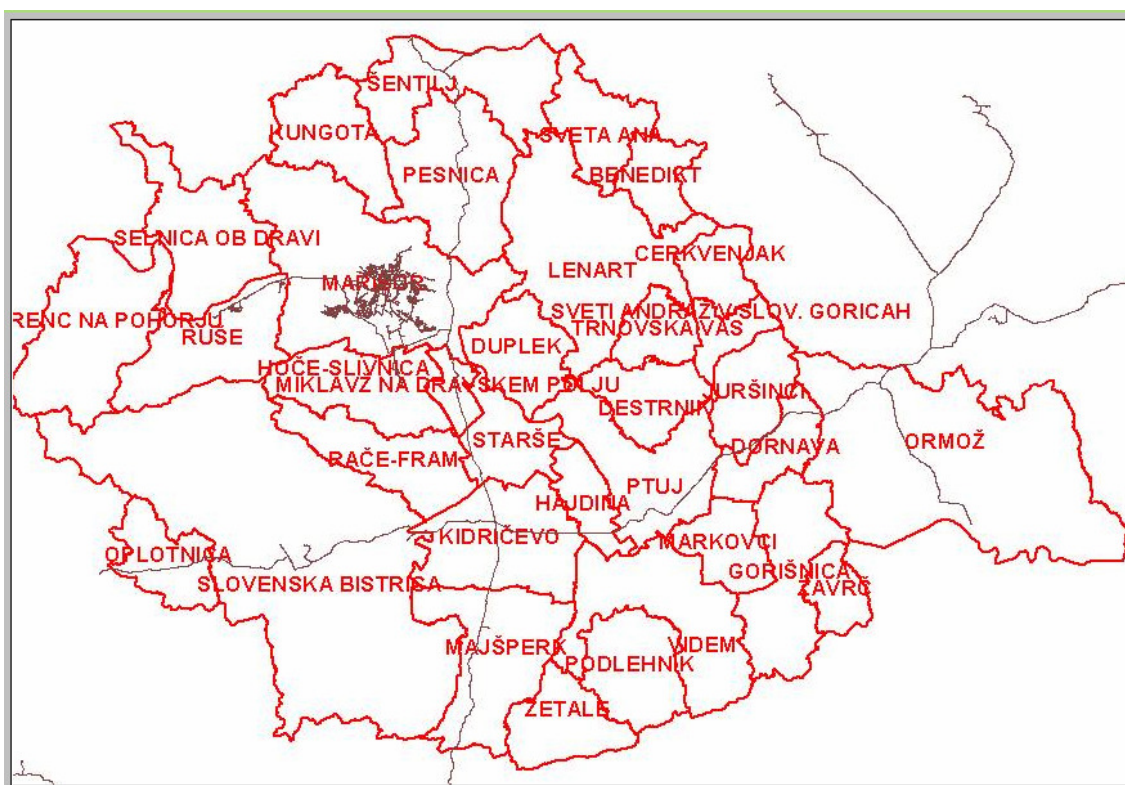 ŠENTILJ
KUNGOTA
SVETA ANA
PESNICA
BENEDIKT
SELNICA OB DRAVI
CERKVENJAK
LENART
MARIBOR
SVETI ANDRAŽ V SLOV. GORICAH
RENC NA POHORJU
TRNOVSKA VAS
RUŠE
DUPLEK
HOČE-SLIVNICA
MIKLAVŽ NA DRAVSKEM POLJU
JURŠINCI
DESTRNIK
STARŠE
DORNAVA
ORMOŽ
RAČE-FRAM
PTUJ
HAJDINA
KIDRIČEVO
MARKOVCI
OPLOTNICA
GORIŠNICA
SLOVENSKA BISTRICA
ZAVRČ
MAJŠPERK
VIDEM
PODLEHNIK
ŽETALE